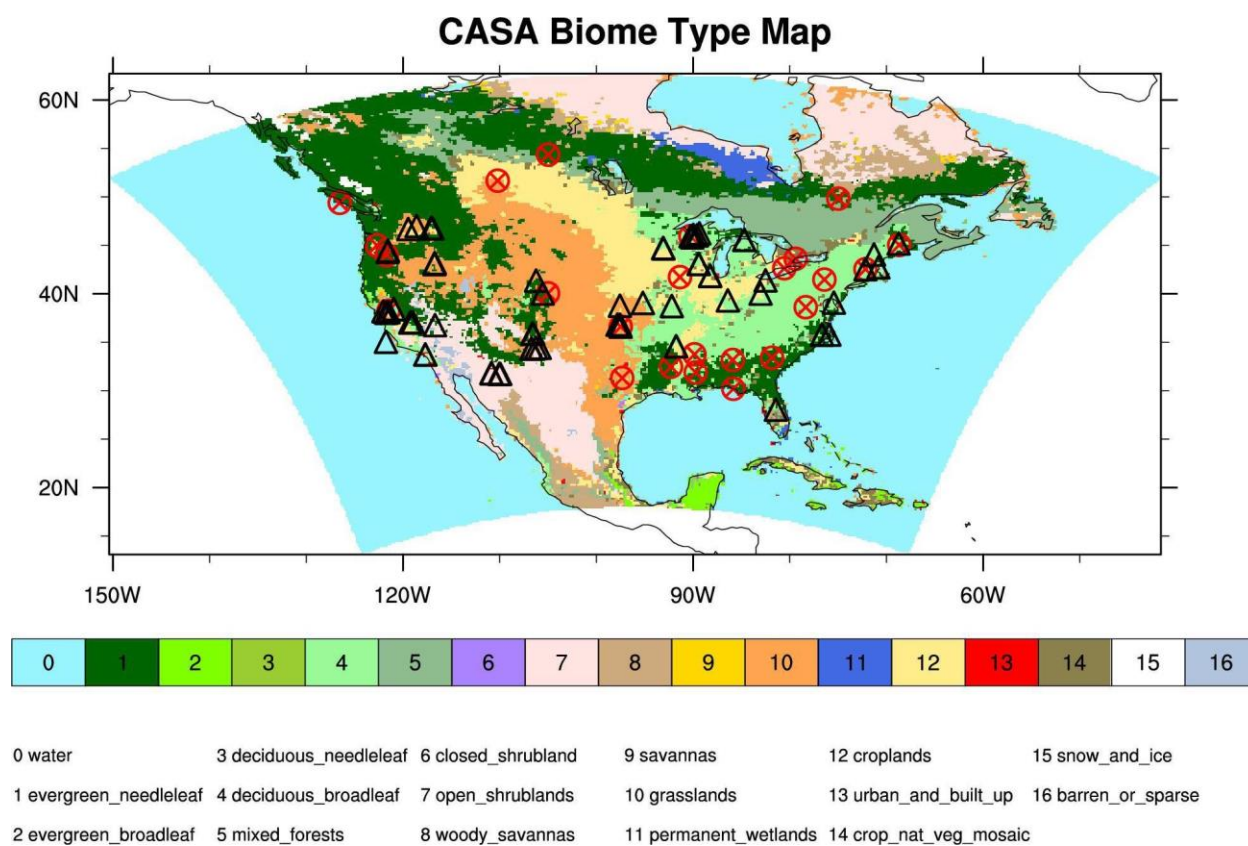 CASA Biome Type Map
60N
40N
20N
150W 120W 90W 60W
0 1 2 3 4 5 6 7 8 9 10 11 12 13 14 15 16
0 water 3 deciduous_needleleaf 6 closed_shrubland 9 savannas 12 croplands 15 snow_and_ice
1 evergreen_needleleaf 4 deciduous_broadleaf 7 open_shrublands 10 grasslands 13 urban_and_built_up 16 barren_or_sparse
2 evergreen_broadleaf 5 mixed_forests 8 woody_savannas 11 permanent_wetlands 14 crop_nat_veg_mosaic